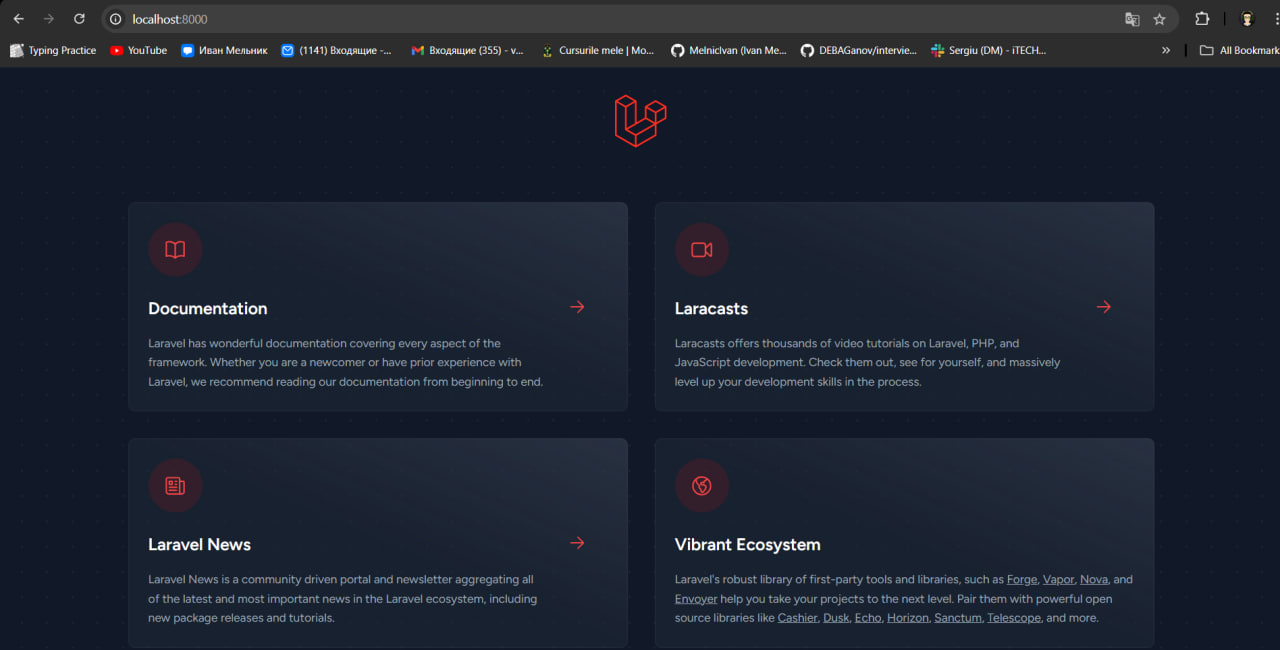 localhost:8000
Typing Practice
YouTube
Иван Мельник
(1141) Входящие -...
Входящие (355) - v...
Cursurile mele | Mo...
MelnicIvan (Ivan Me...
DEBAGanov/intervie...
Sergiu (DM) - iTECH...
All Bookmark
Documentation
Laravel has wonderful documentation covering every aspect of the
framework. Whether you are a newcomer or have prior experience with
Laravel, we recommend reading our documentation from beginning to end.
Laracasts
Laracasts offers thousands of video tutorials on Laravel, PHP, and
JavaScript development. Check them out, see for yourself, and massively
level up your development skills in the process.
Laravel News
Laravel News is a community driven portal and newsletter aggregating all
of the latest and most important news in the Laravel ecosystem, including
new package releases and tutorials.
Vibrant Ecosystem
Laravel's robust library of first-party tools and libraries, such as Forge, Vapor, Nova, and
Envoyer help you take your projects to the next level. Pair them with powerful open
source libraries like Cashier, Dusk, Echo, Horizon, Sanctum, Telescope, and more.